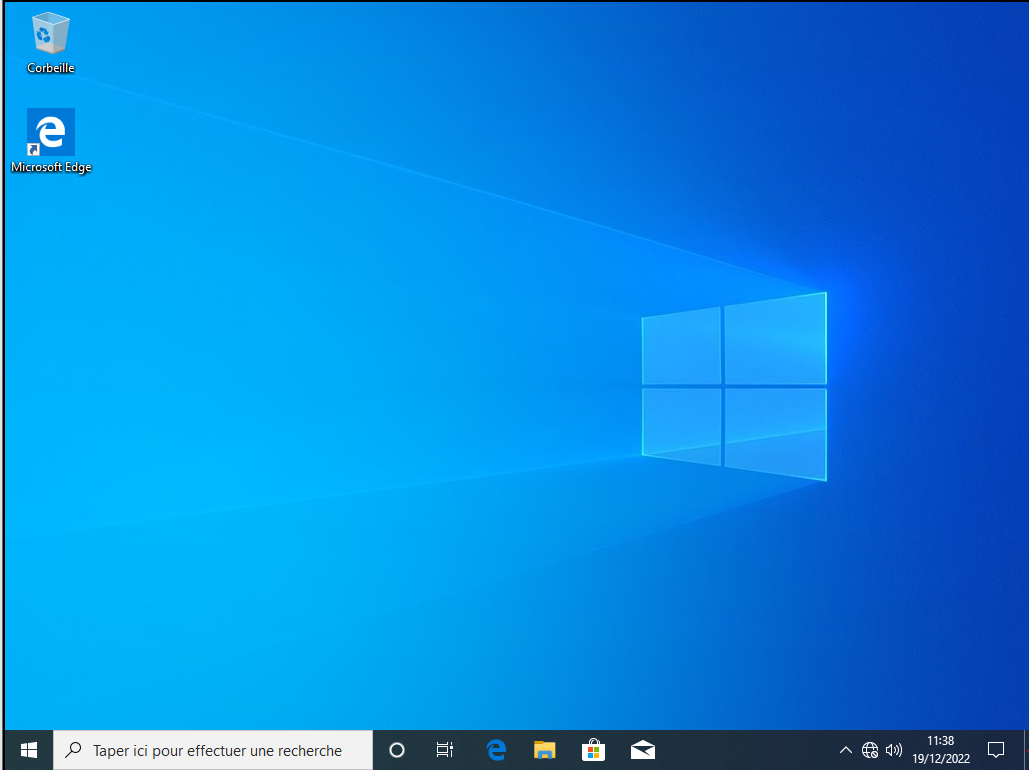 Corbeille
Microsoft Edge
Taper ici pour effectuer une recherche
11:38
19/12/2022